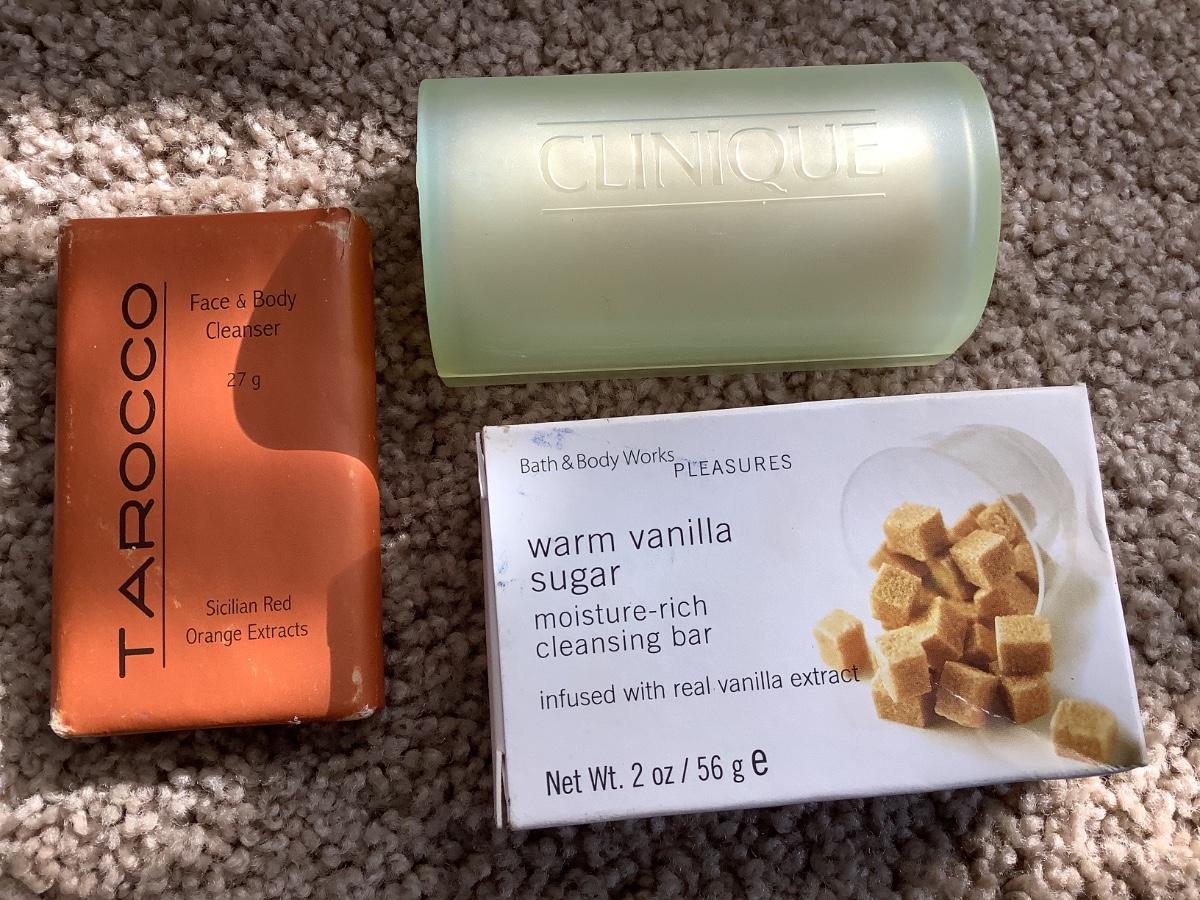 CLINIQUE
TAROCCO
Face & Body
Cleanser
27 g
Sicilian Red
Orange Extracts
Bath & Body Works
PLEASURES
warm vanilla
sugar
moisture-rich
cleansing bar
infused with real vanilla extract
Net Wt. 2 oz / 56 g e